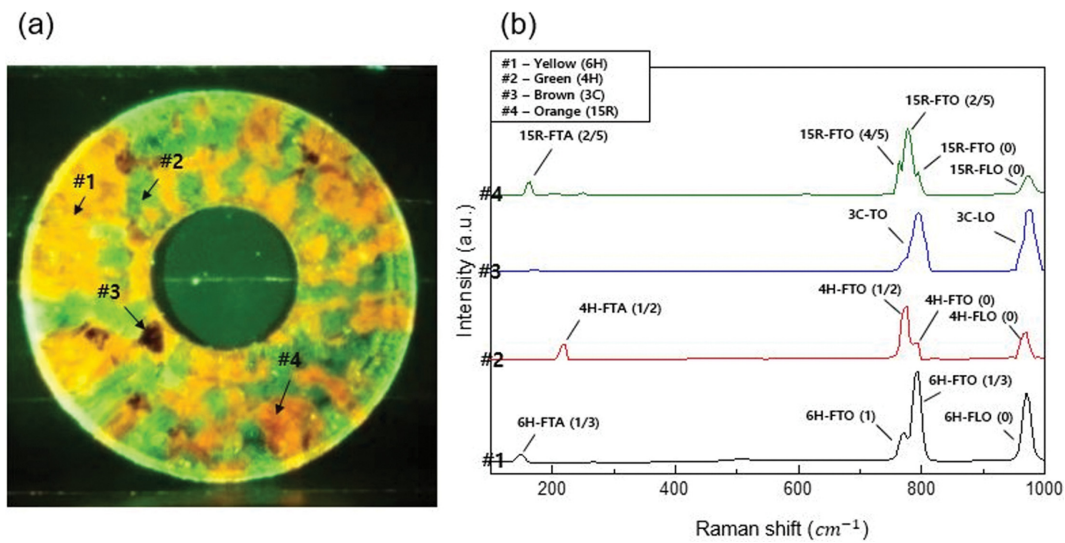 (a)
(b)
#1
#2
#3
#4
#1 – Yellow (6H)
#2 – Green (4H)
#3 – Brown (3C)
#4 – Orange (15R)
15R-FTO (2/5)
15R-FTA (2/5)
15R-FTO (4/5)
15R-FTO (0)
15R-FLO (0)
#4
3C-TO
3C-LO
#3
4H-FTO (1/2)
4H-FTO (0)
4H-FTA (1/2)
4H-FLO (0)
#2
6H-FTO (1/3)
6H-FTA (1/3)
6H-FTO (1)
6H-FLO (0)
#1
Intensity (a.u.)
200
400
600
800
1000
Raman shift (cm⁻¹)